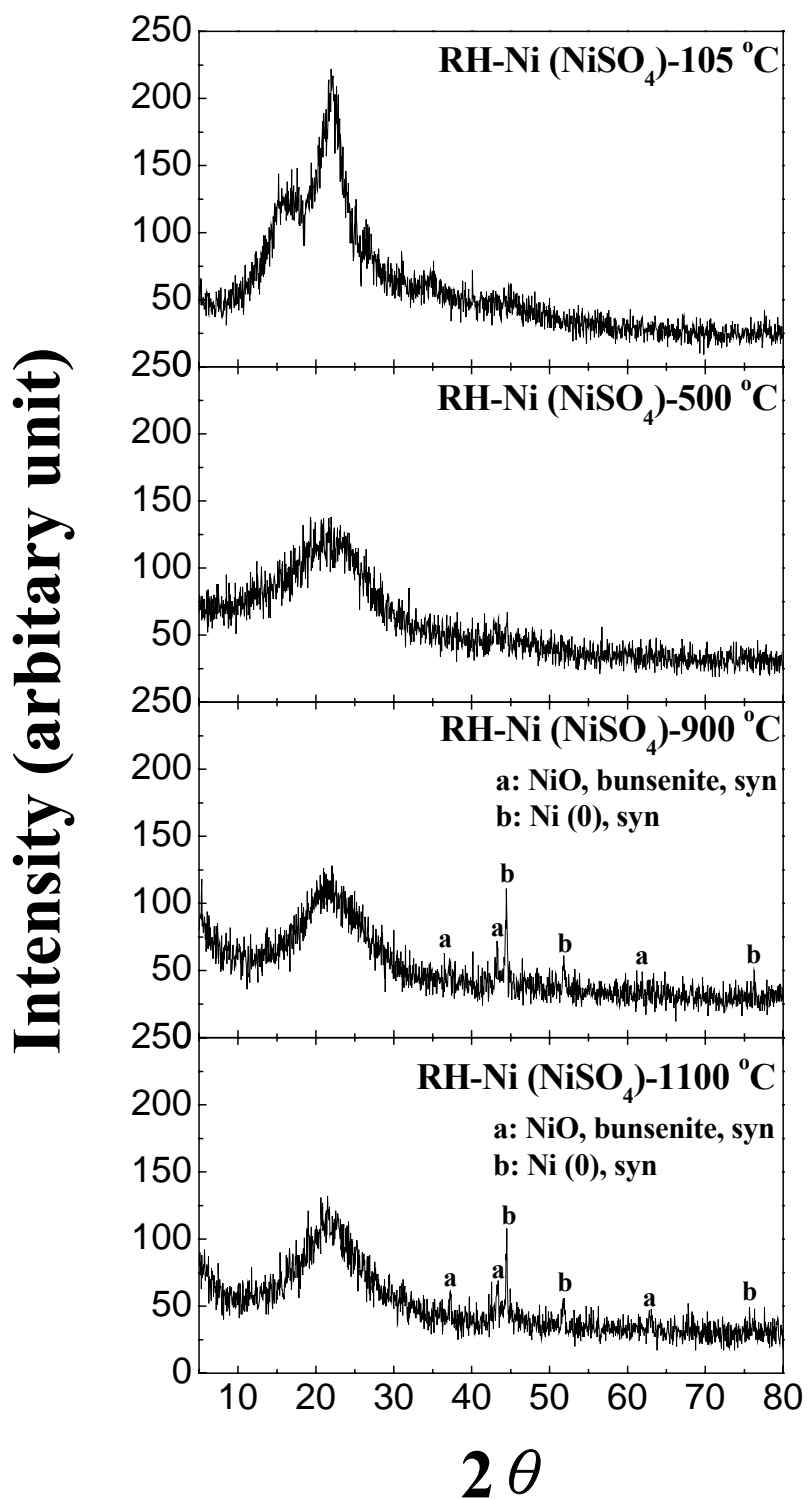 Intensity (arbitary unit)
250
200
150
100
50
RH-Ni (NiSO₄)-105 °C
250
200
150
100
50
RH-Ni (NiSO₄)-500 °C
250
200
150
100
50
RH-Ni (NiSO₄)-900 °C
a: NiO, bunsenite, syn
b: Ni (0), syn
a
a
b
b
a
b
250
200
150
100
50
0
RH-Ni (NiSO₄)-1100 °C
a: NiO, bunsenite, syn
b: Ni (0), syn
a
a
b
b
a
b
10 20 30 40 50 60 70 80
2 θ